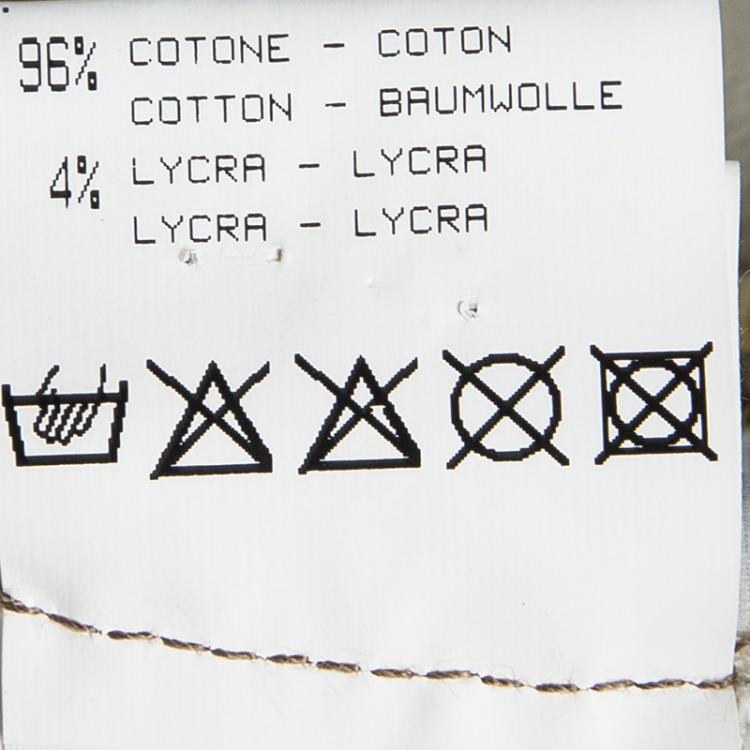 96% COTONE - COTON
COTTON - BAUMWOLLE
4% LYCRA - LYCRA
LYCRA - LYCRA